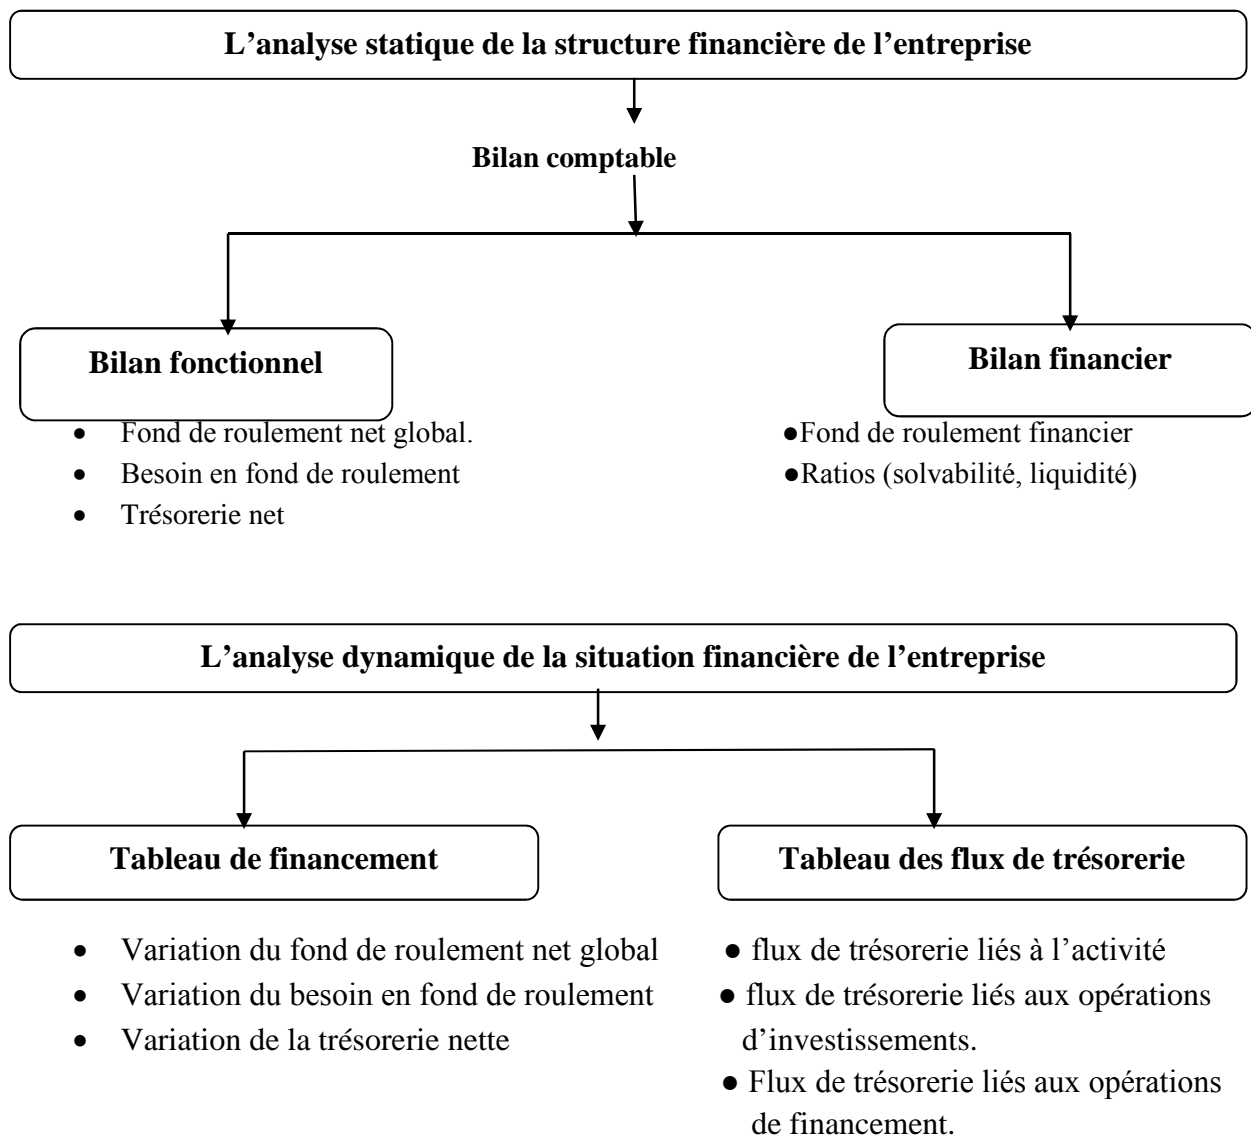 L’analyse statique de la structure financière de l’entreprise
Bilan comptable
Bilan fonctionnel
• Fond de roulement net global.
• Besoin en fond de roulement
• Trésorerie net
Bilan financier
●Fond de roulement financier
●Ratios (solvabilité, liquidité)
L’analyse dynamique de la situation financière de l’entreprise
Tableau de financement
• Variation du fond de roulement net global
• Variation du besoin en fond de roulement
• Variation de la trésorerie nette
Tableau des flux de trésorerie
● flux de trésorerie liés à l’activité
● flux de trésorerie liés aux opérations
d’investissements.
● Flux de trésorerie liés aux opérations
de financement.